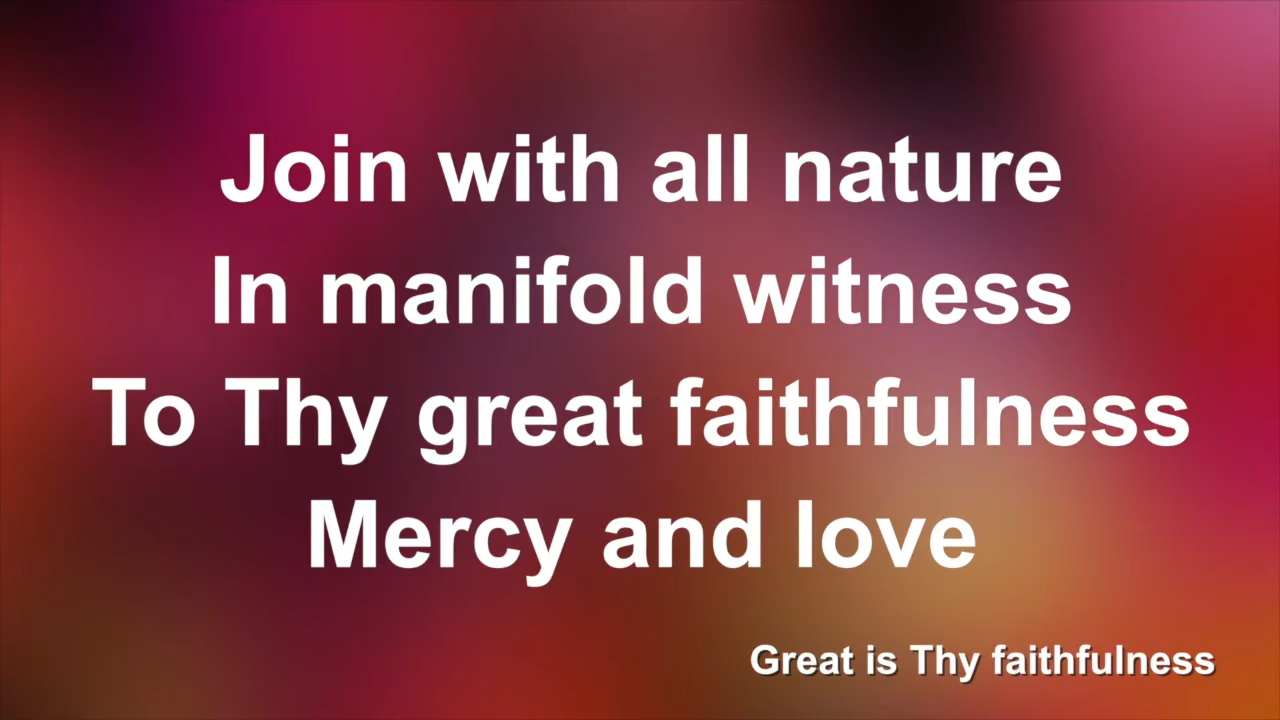 Join with all nature
In manifold witness
To Thy great faithfulness
Mercy and love
Great is Thy faithfulness